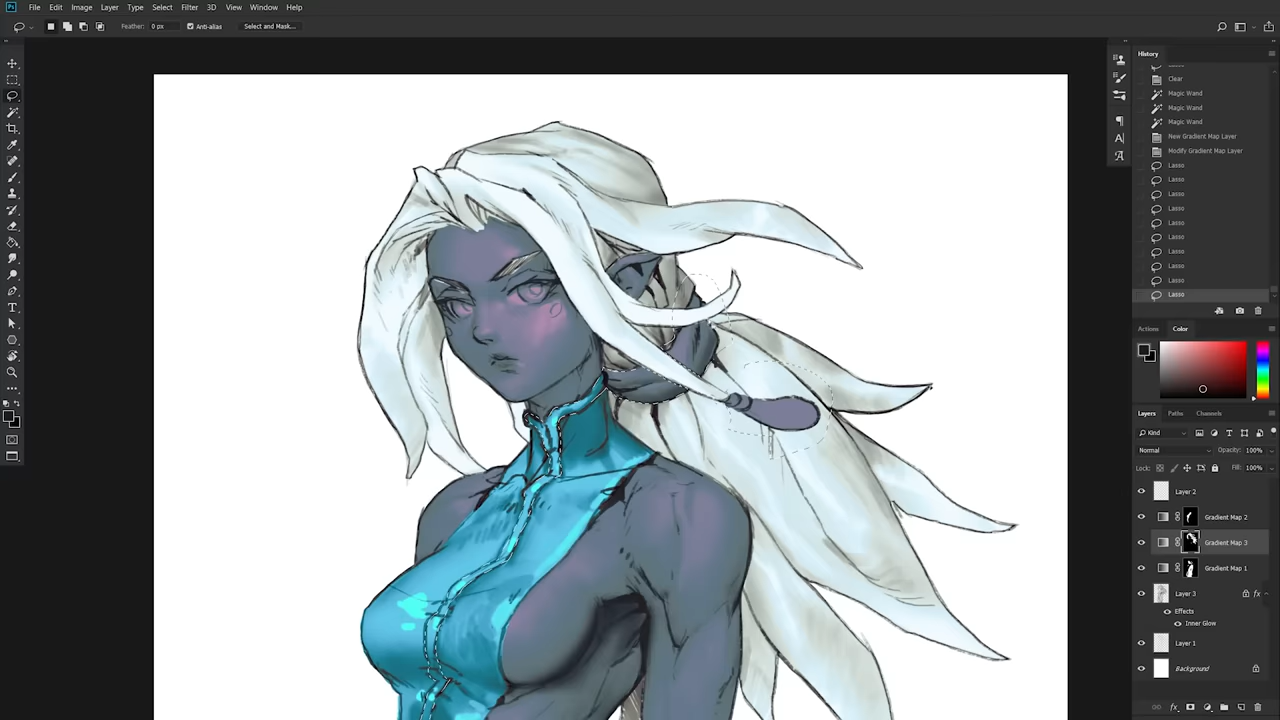 Ps File Edit Image Layer Type Select Filter 3D View Window Help
Feather: 0 px Anti-alias Select and Mask...
History
Lasso
Clear
Magic Wand
Magic Wand
Magic Wand
New Gradient Map Layer
Modify Gradient Map Layer
Lasso
Lasso
Lasso
Lasso
Lasso
Lasso
Lasso
Lasso
Lasso
Lasso
Actions Color
Layers Paths Channels
Kind
Normal Opacity: 100%
Lock: Fill: 100%
Layer 2
Gradient Map 2
Gradient Map 3
Gradient Map 1
Layer 3 fx
Effects
Inner Glow
Layer 1
Background
fx